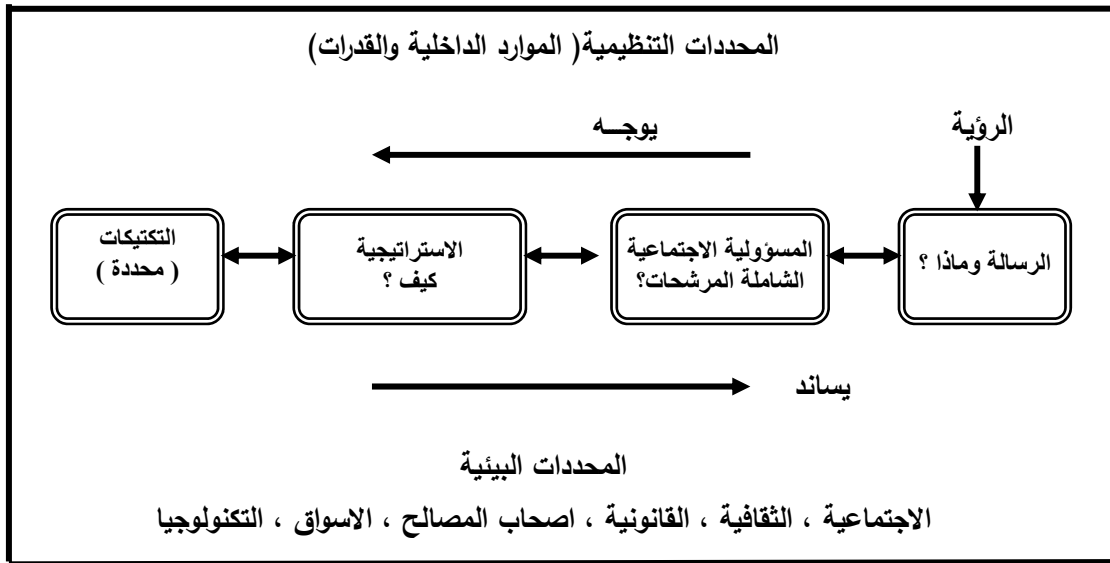 المحددات التنظيمية( الموارد الداخلية والقدرات)
الرؤية
يوجــه
الرسالة وماذا ؟
المسؤولية الاجتماعية
الشاملة المرشحات؟
الاستراتيجية
كيف ؟
التكتيكات
( محددة )
يساند
المحددات البيئية
الاجتماعية ، الثقافية ، القانونية ، اصحاب المصالح ، الاسواق ، التكنولوجيا